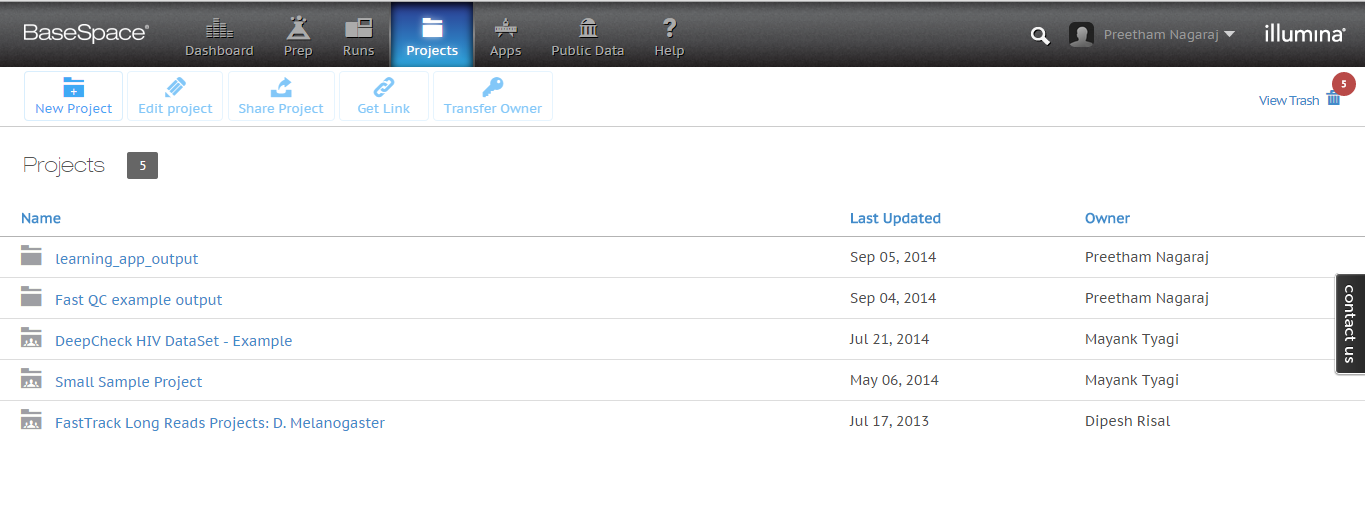 BaseSpace®
Dashboard Prep Runs Projects Apps Public Data Help
Preetham Nagaraj
illumina®
New Project Edit project Share Project Get Link Transfer Owner
View Trash 5
Projects 5
Name Last Updated Owner
learning_app_output Sep 05, 2014 Preetham Nagaraj
Fast QC example output Sep 04, 2014 Preetham Nagaraj
DeepCheck HIV DataSet - Example Jul 21, 2014 Mayank Tyagi
Small Sample Project May 06, 2014 Mayank Tyagi
FastTrack Long Reads Projects: D. Melanogaster Jul 17, 2013 Dipesh Risal
contact us